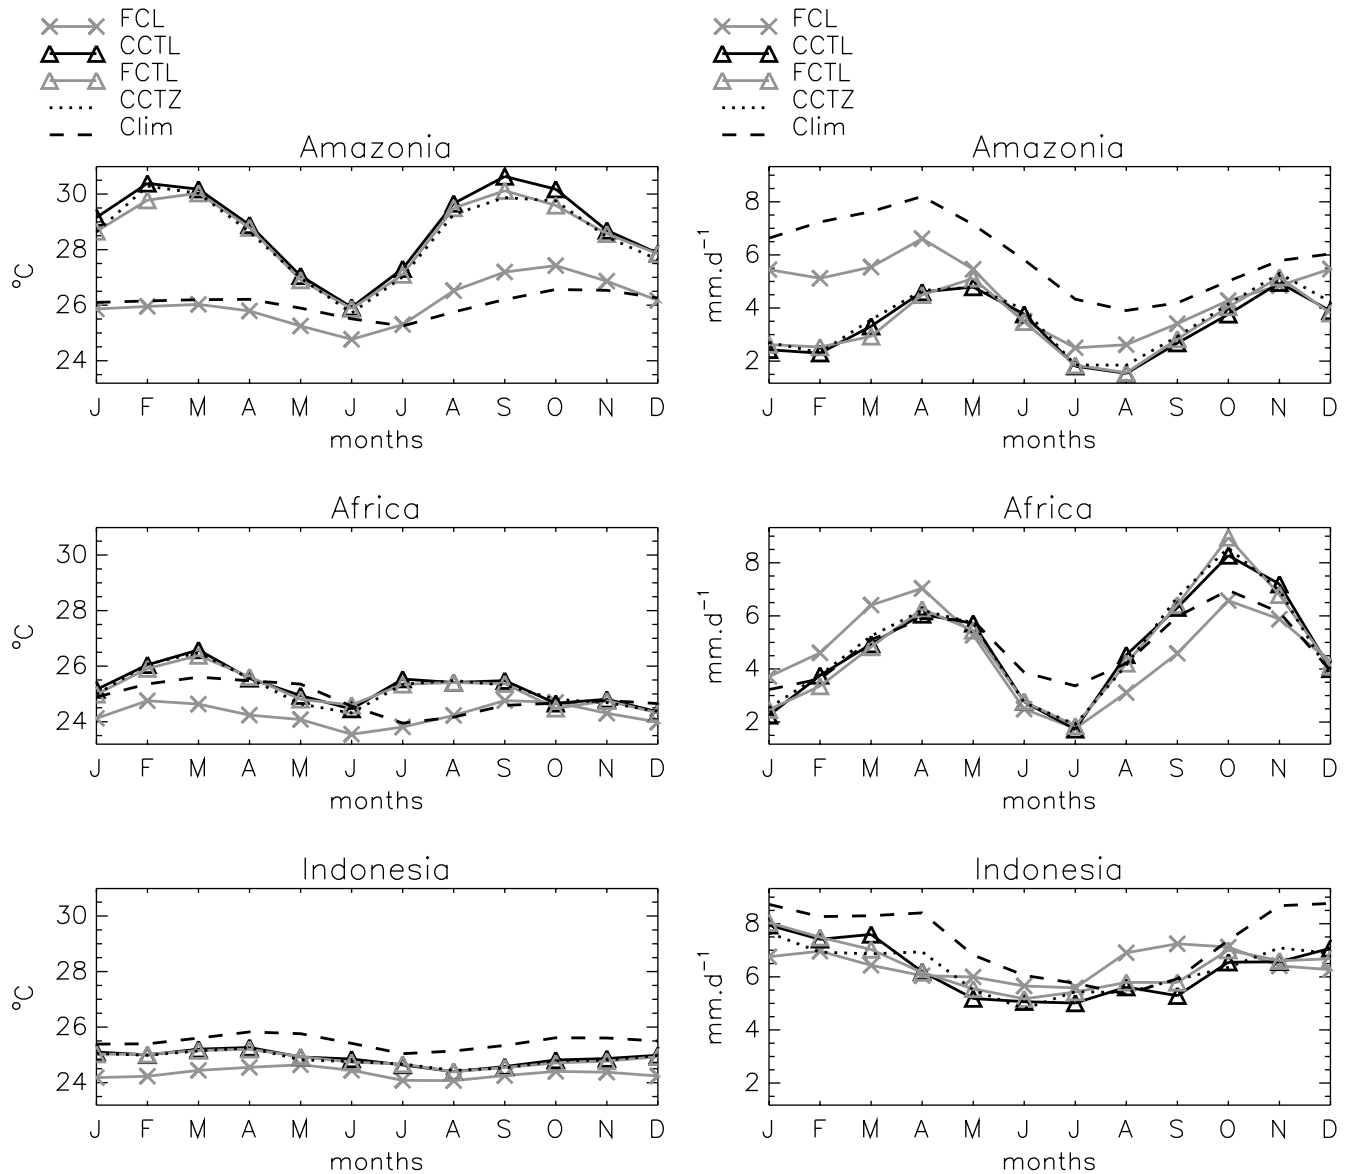 FCL
CCTL
FCTL
CCTZ
Clim
FCL
CCTL
FCTL
CCTZ
Clim
Amazonia
30
28
26
24
°C
J F M A M J J A S O N D
months
Amazonia
8
6
4
2
mm.d⁻¹
J F M A M J J A S O N D
months
Africa
30
28
26
24
°C
J F M A M J J A S O N D
months
Africa
8
6
4
2
mm.d⁻¹
J F M A M J J A S O N D
months
Indonesia
30
28
26
24
°C
J F M A M J J A S O N D
months
Indonesia
8
6
4
2
mm.d⁻¹
J F M A M J J A S O N D
months